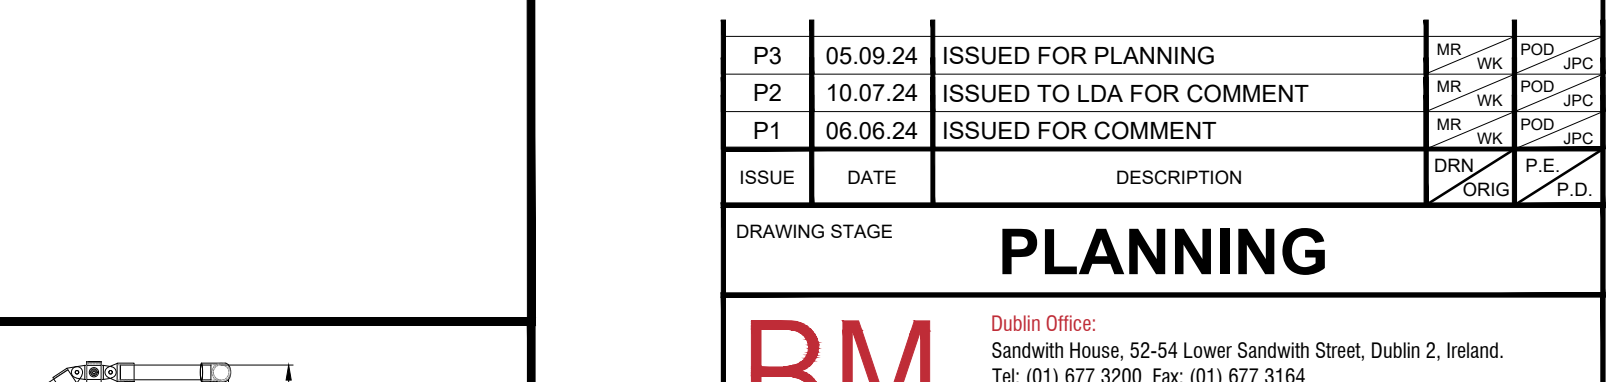 P3 05.09.24 ISSUED FOR PLANNING MR WK POD JPC
P2 10.07.24 ISSUED TO LDA FOR COMMENT MR WK POD JPC
P1 06.06.24 ISSUED FOR COMMENT MR WK POD JPC
ISSUE DATE DESCRIPTION DRN ORIG P.E. P.D.
DRAWING STAGE PLANNING
Dublin Office:
Sandwith House, 52-54 Lower Sandwith Street, Dublin 2, Ireland.
Tel: (01) 677 3200 Fax: (01) 677 3164